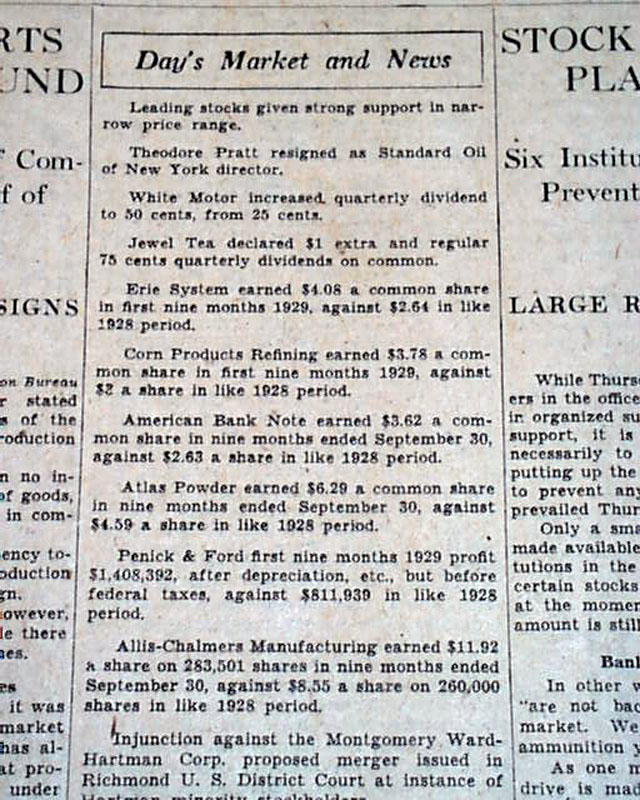 RTS
UND
f Com-
f of
SIGNS
on Bureau
r stated
s of the
roduction
n no in-
of goods,
in com-
ency to-
oduction
gn.
owever,
le there
nes.
es
it was
market
has al-
at pro-
under
Day's Market and News
Leading stocks given strong support in nar-
row price range.
Theodore Pratt resigned as Standard Oil
of New York director.
White Motor increased quarterly dividend
to 50 cents, from 25 cents.
Jewel Tea declared $1 extra and regular
75 cents quarterly dividends on common.
Erie System earned $4.08 a common share
in first nine months 1929, against $2.64 in like
1928 period.
Corn Products Refining earned $3.78 a com-
mon share in first nine months 1929, against
$2 a share in like 1928 period.
American Bank Note earned $3.62 a com-
mon share in nine months ended September 30,
against $2.63 a share in like 1928 period.
Atlas Powder earned $6.29 a common share
in nine months ended September 30, against
$4.59 a share in like 1928 period.
Penick & Ford first nine months 1929 profit
$1,408,392, after depreciation, etc., but before
federal taxes, against $811,939 in like 1928
period.
Allis-Chalmers Manufacturing earned $11.92
a share on 283,501 shares in nine months ended
September 30, against $8.55 a share on 260,000
shares in like 1928 period.
Injunction against the Montgomery Ward-
Hartman Corp. proposed merger issued in
Richmond U. S. District Court at instance of
Hartman minority stockholders
STOCK
PLA
Six Institu
Prevent
LARGE R
While Thurs
ers in the office
in organized su
support, it is
necessarily to
putting up the
to prevent any
prevailed Thur
Only a sma
made available
tutions in the
certain stocks
at the momen
amount is still
Bank
In other w
"are not bac
market. We
ammunition y
As one m
drive is mad